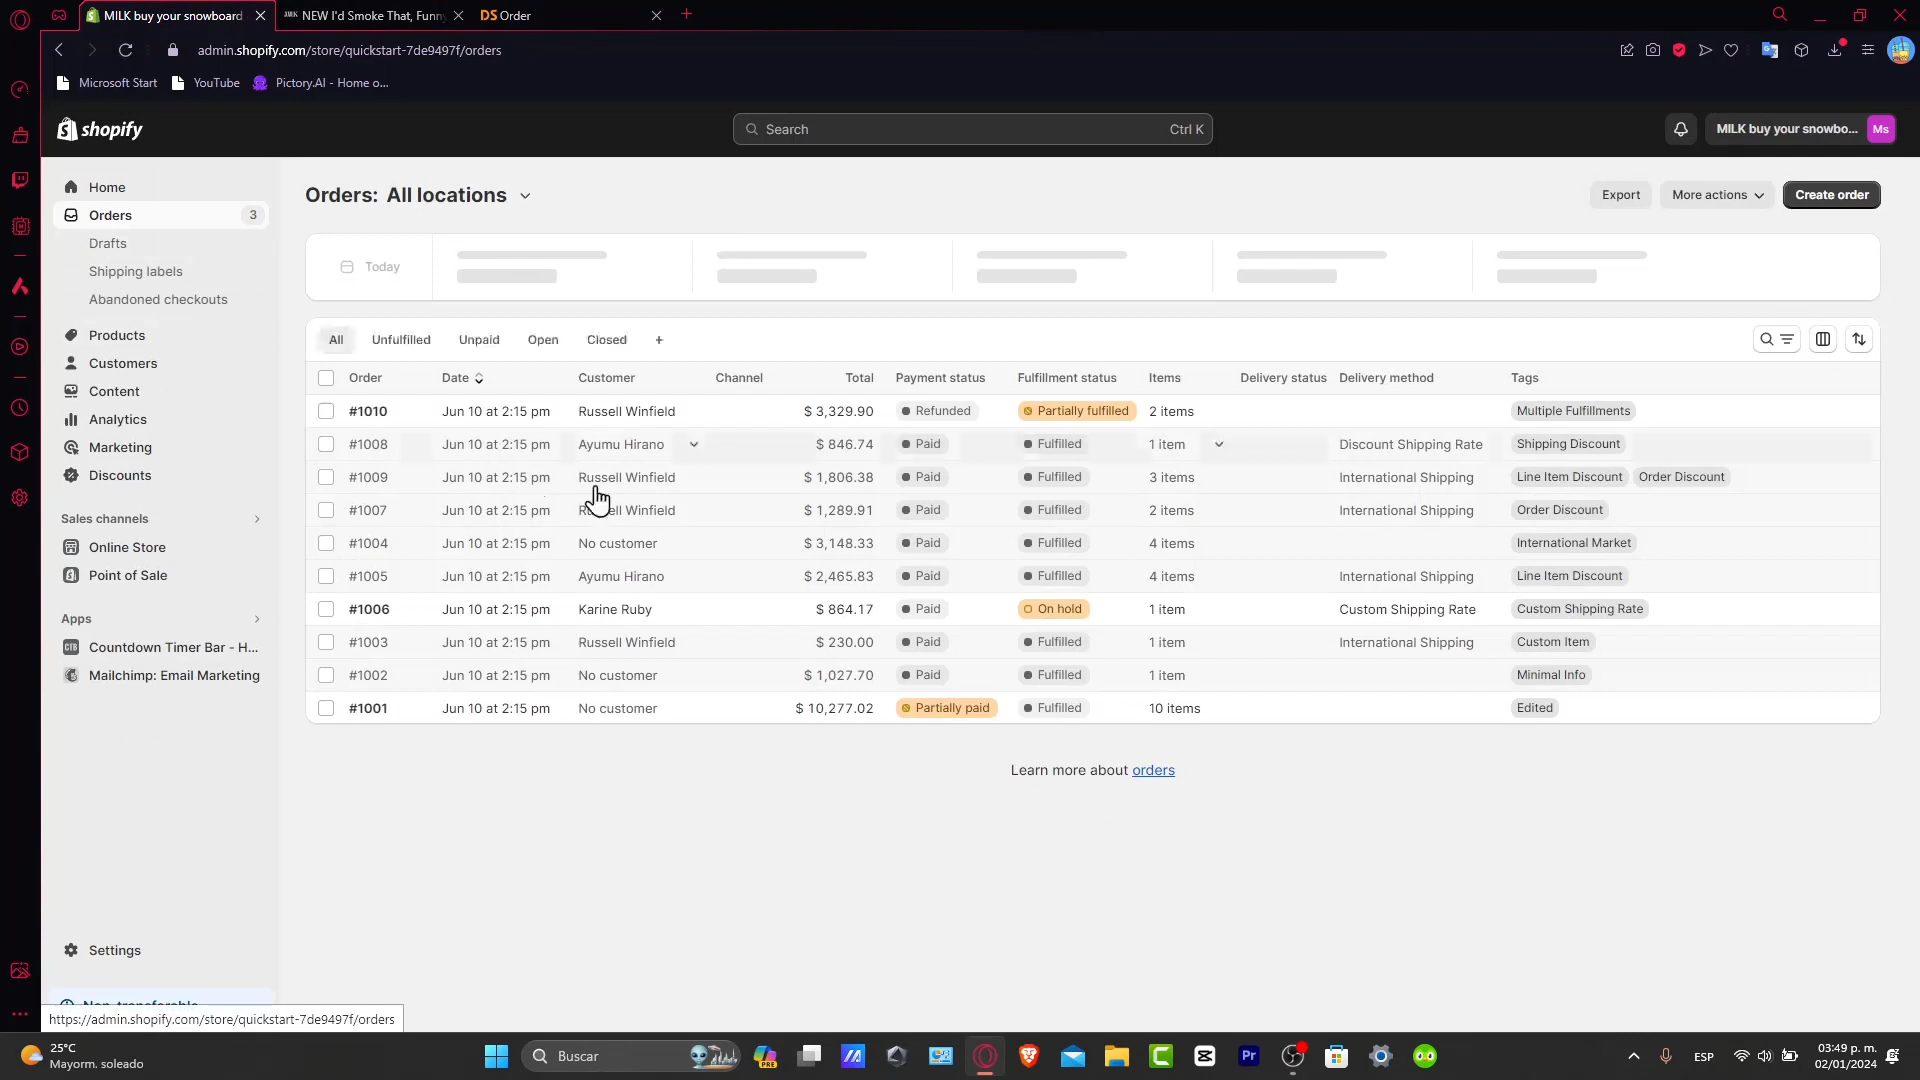 MILK buy your snowboard
NEW I'd Smoke That, Funny
DS Order
admin.shopify.com/store/quickstart-7de9497f/orders
Microsoft Start
YouTube
Pictory.AI - Home o...
shopify
Search
Ctrl K
MILK buy your snowbo...
Ms
Home
Orders
3
Drafts
Shipping labels
Abandoned checkouts
Products
Customers
Content
Analytics
Marketing
Discounts
Sales channels
Online Store
Point of Sale
Apps
Countdown Timer Bar - H...
Mailchimp: Email Marketing
Settings
Orders: All locations
Export
More actions
Create order
Today
All Unfulfilled Unpaid Open Closed +
Order Date Customer Channel Total Payment status Fulfillment status Items Delivery status Delivery method Tags
#1010 Jun 10 at 2:15 pm Russell Winfield $ 3,329.90 Refunded Partially fulfilled 2 items Multiple Fulfillments
#1008 Jun 10 at 2:15 pm Ayumu Hirano $ 846.74 Paid Fulfilled 1 item Discount Shipping Rate Shipping Discount
#1009 Jun 10 at 2:15 pm Russell Winfield $ 1,806.38 Paid Fulfilled 3 items International Shipping Line Item Discount Order Discount
#1007 Jun 10 at 2:15 pm Russell Winfield $ 1,289.91 Paid Fulfilled 2 items International Shipping Order Discount
#1004 Jun 10 at 2:15 pm No customer $ 3,148.33 Paid Fulfilled 4 items International Market
#1005 Jun 10 at 2:15 pm Ayumu Hirano $ 2,465.83 Paid Fulfilled 4 items International Shipping Line Item Discount
#1006 Jun 10 at 2:15 pm Karine Ruby $ 864.17 Paid On hold 1 item Custom Shipping Rate Custom Shipping Rate
#1003 Jun 10 at 2:15 pm Russell Winfield $ 230.00 Paid Fulfilled 1 item International Shipping Custom Item
#1002 Jun 10 at 2:15 pm No customer $ 1,027.70 Paid Fulfilled 1 item Minimal Info
#1001 Jun 10 at 2:15 pm No customer $ 10,277.02 Partially paid Fulfilled 10 items Edited
Learn more about orders
Non-transferable
https://admin.shopify.com/store/quickstart-7de9497f/orders
25°C
Mayorm. soleado
Buscar
PRE
Pr
ESP
03:49 p. m.
02/01/2024